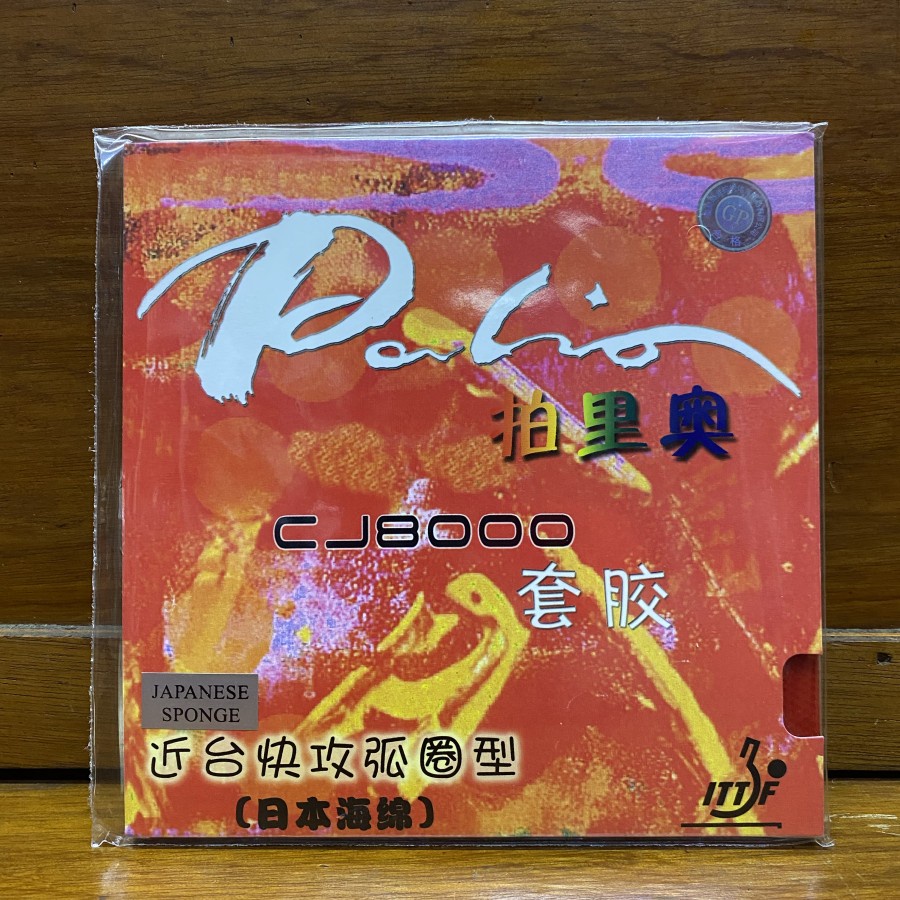 Palio
GP
拍里奥
CJ8000
套胶
JAPANESE
SPONGE
近台快攻弧圈型
(日本海绵)
ITTF